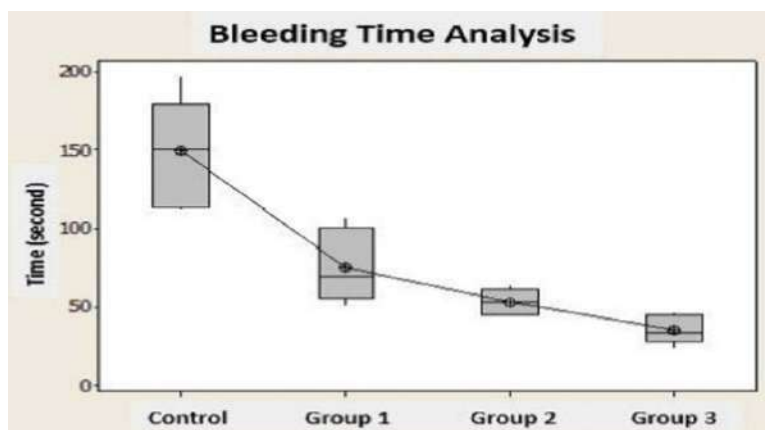 Bleeding Time Analysis
Time (second)
200
150
100
50
0
Control Group 1 Group 2 Group 3